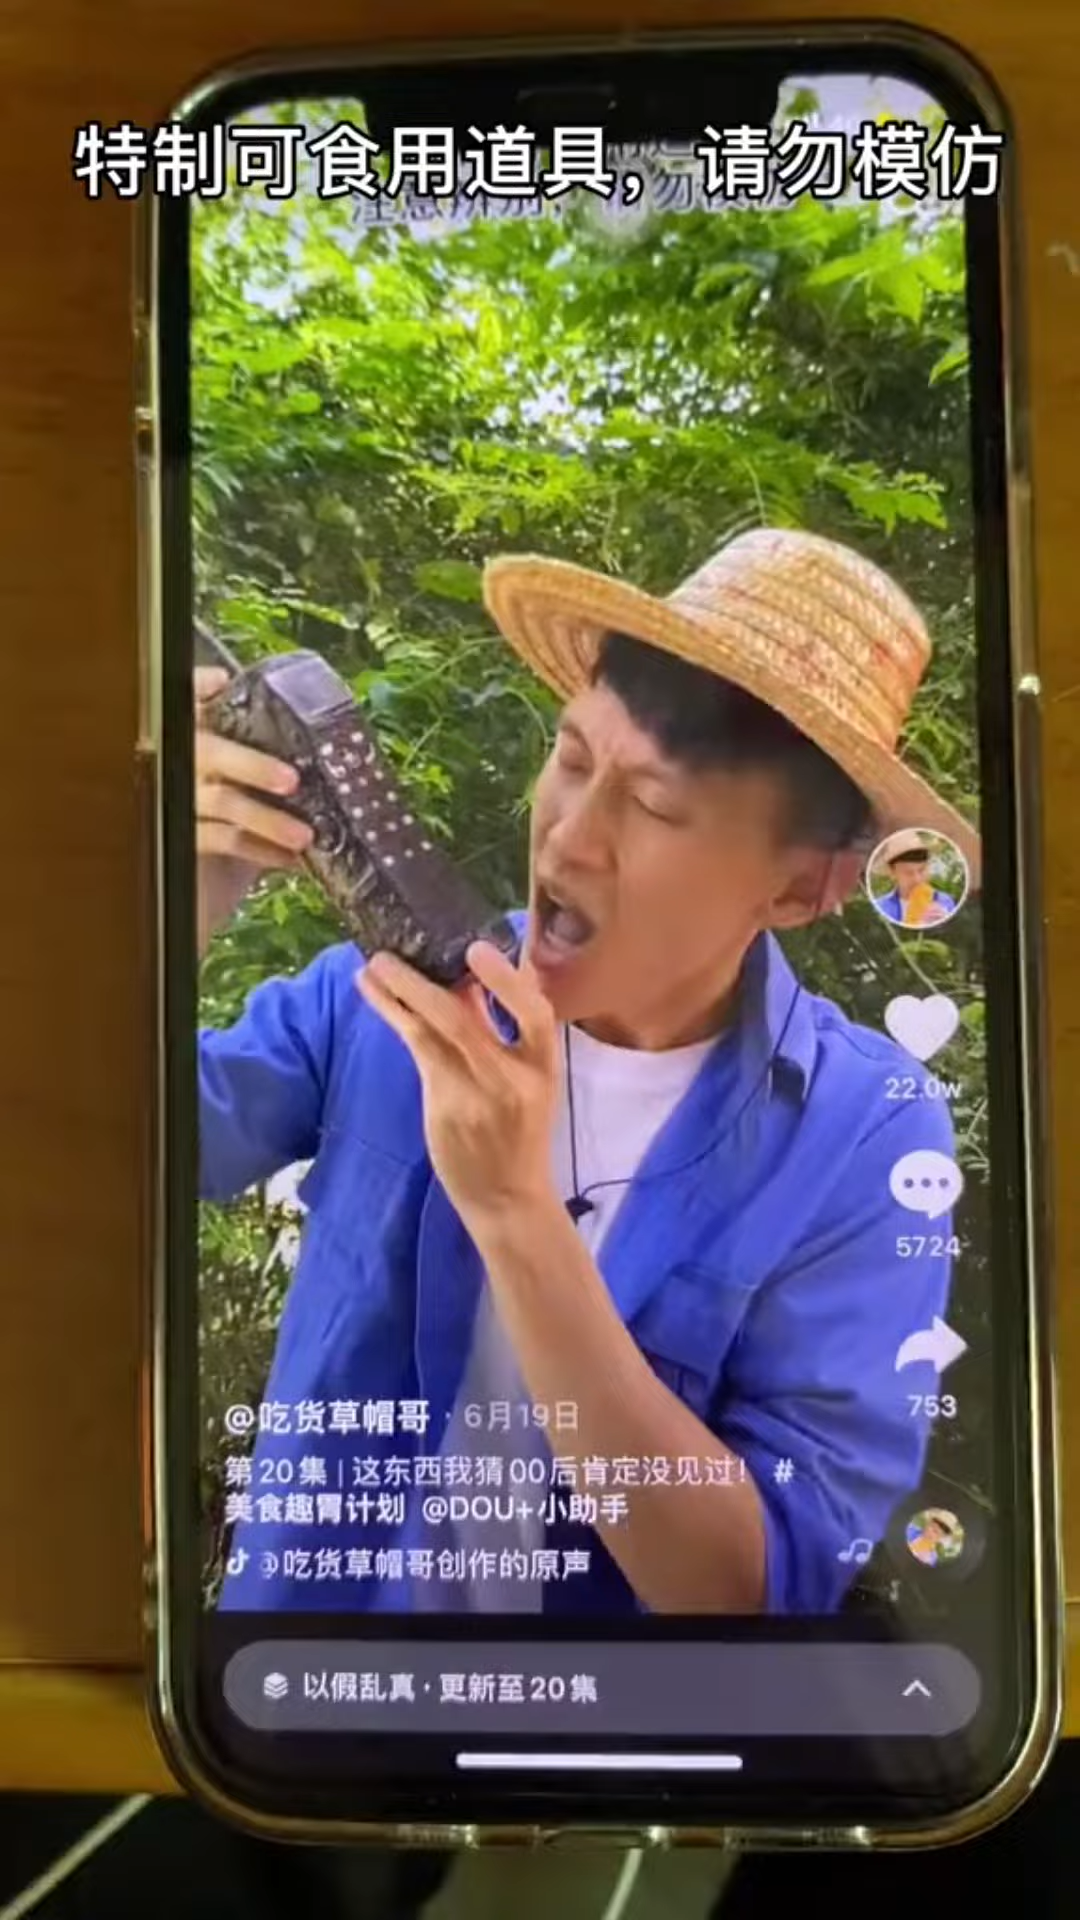 特制可食用道具，请勿模仿
22.0w
5724
753
@吃货草帽哥 · 6月19日
第20集 | 这东西我猜00后肯定没见过！ #
美食趣胃计划 @DOU+小助手
@吃货草帽哥创作的原声
以假乱真 · 更新至20集